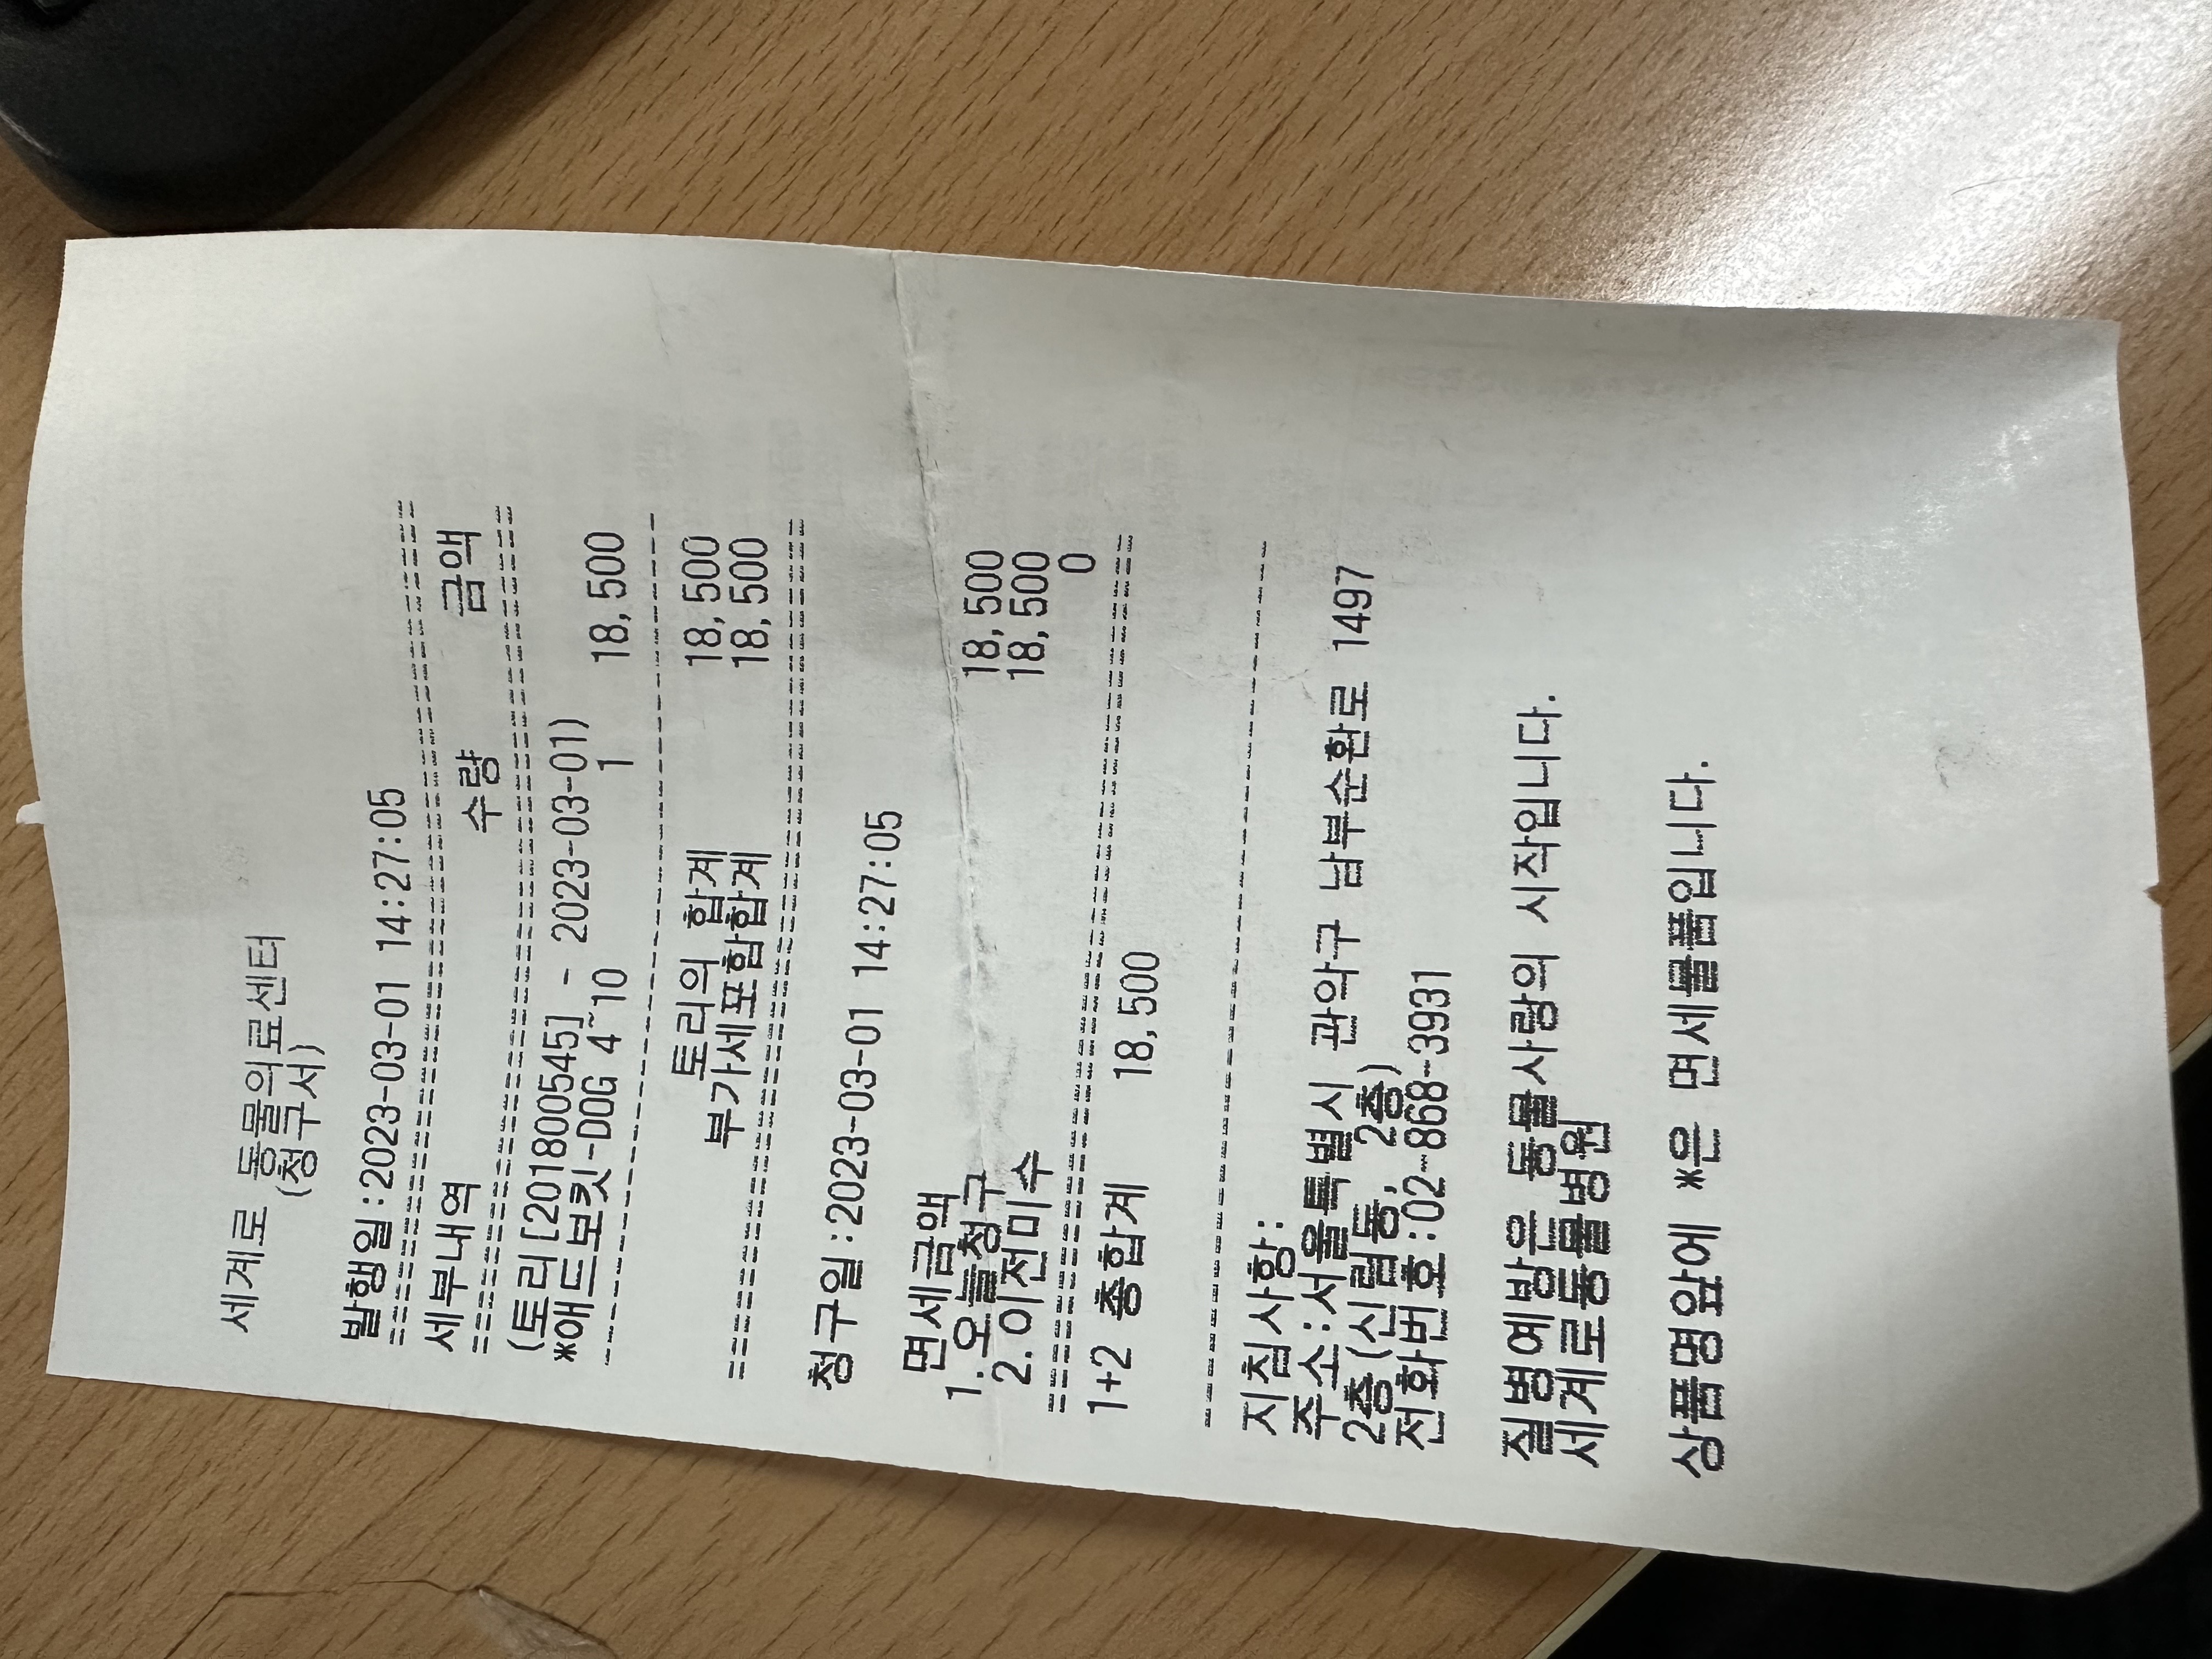 세계로 동물의료센터
(청구서)
발행일:2023-03-01 14:27:05
세부내역 수량 금액
(토리[201800545] - 2023-03-01)
*애드보킷-DOG 4~10 1 18,500
토리의 합계 18,500
부가세포함합계 18,500
청구일:2023-03-01 14:27:05
면세금액 18,500
1.오늘청구 18,500
2.이전미수 0
1+2 총합계 18,500
지침사항:
주소:서울특별시 관악구 남부순환로 1497
2층(신림동, 2층)
전화번호:02-868-3931
질병예방은 동물사랑의 시작입니다.
세계로동물병원
상품명앞에 *은 면세물품입니다.